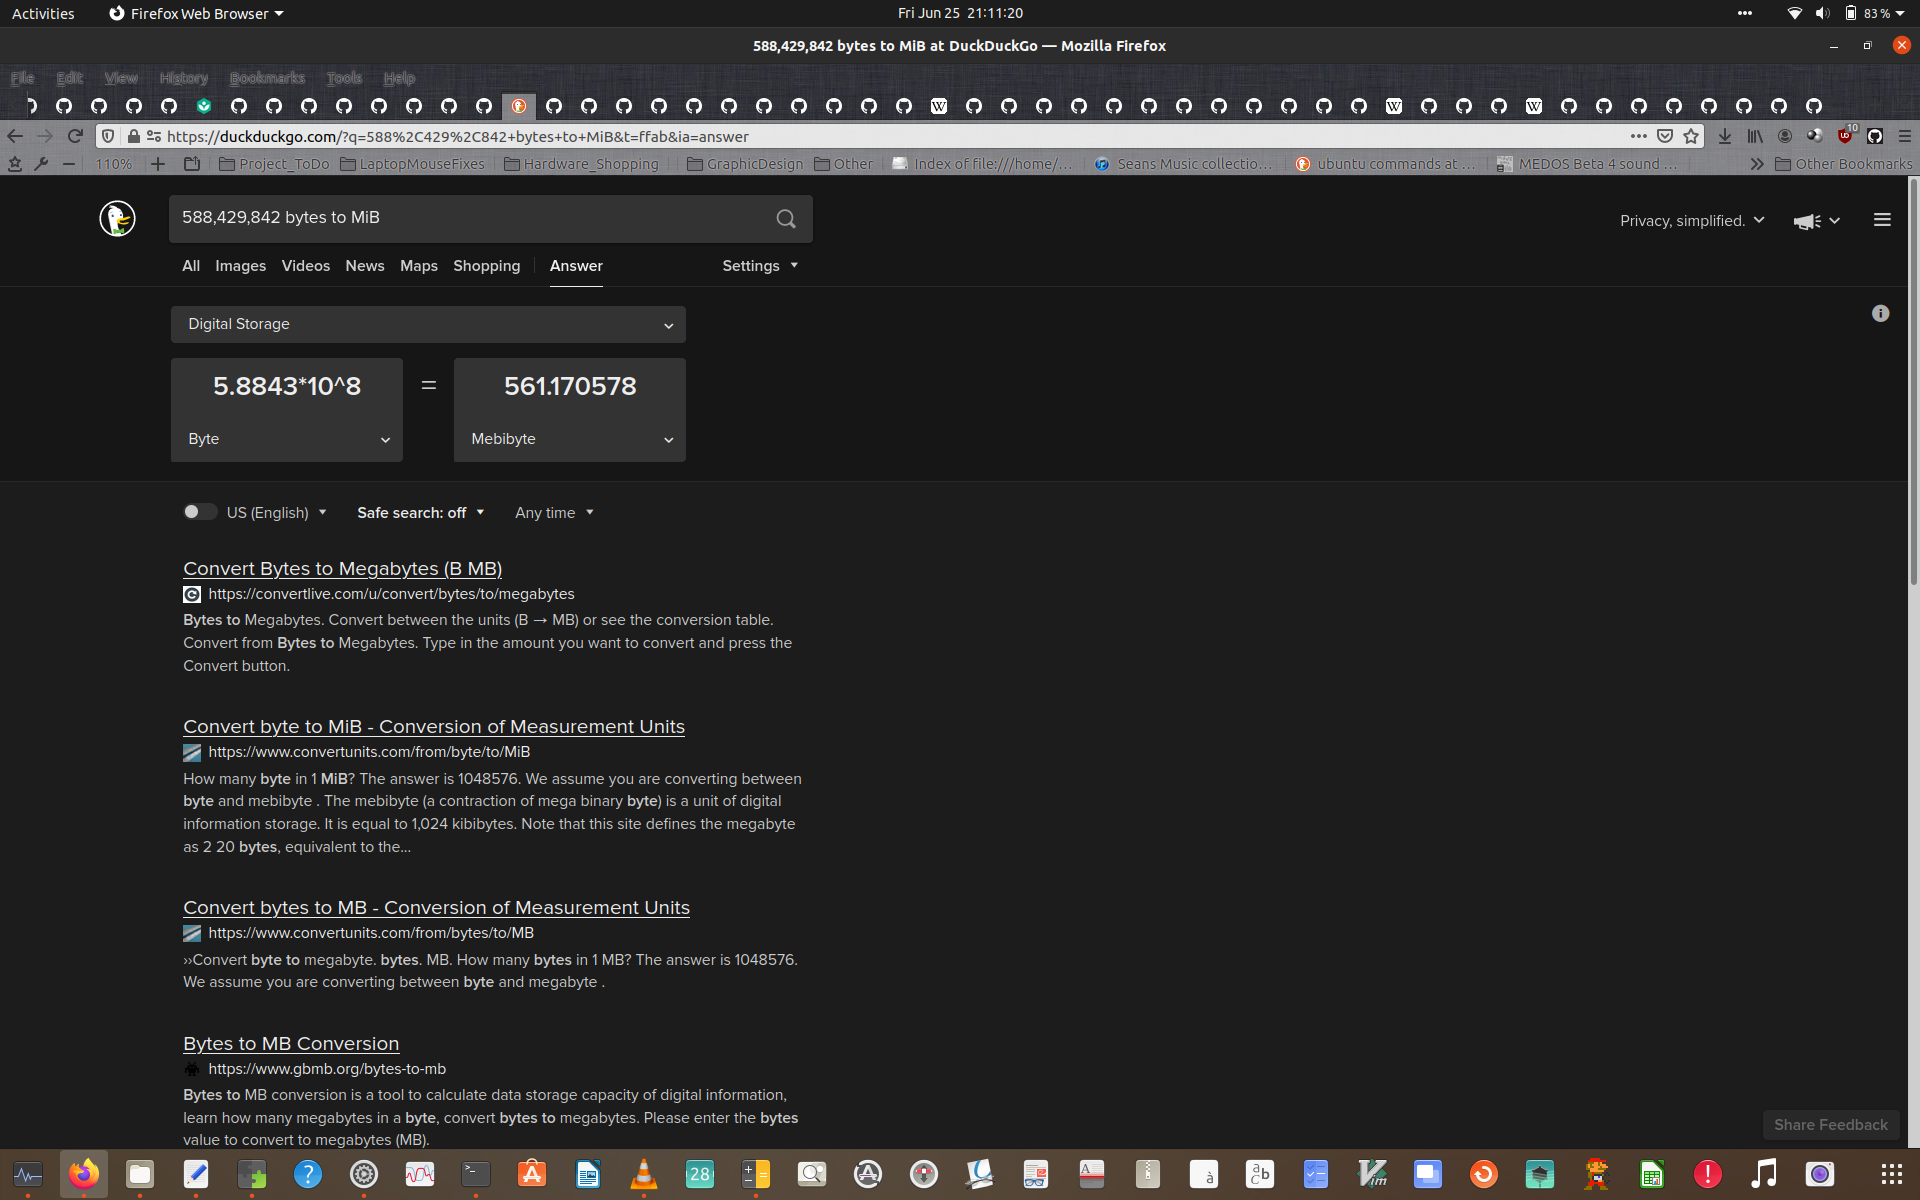 Activities
Firefox Web Browser
Fri Jun 25 21:11:20
83 %
588,429,842 bytes to MiB at DuckDuckGo — Mozilla Firefox
File Edit View History Bookmarks Tools Help
https://duckduckgo.com/?q=588%2C429%2C842+bytes+to+MiB&t=ffab&ia=answer
10
110%
Project_ToDo
LaptopMouseFixes
Hardware_Shopping
GraphicDesign
Other
Index of file:///home/...
Seans Music collectio...
ubuntu commands at ...
MEDOS Beta 4 sound ...
Other Bookmarks
588,429,842 bytes to MiB
Privacy, simplified.
All Images Videos News Maps Shopping Answer Settings
Digital Storage
5.8843*10^8 = 561.170578
Byte Mebibyte
US (English) Safe search: off Any time
Convert Bytes to Megabytes (B MB)
https://convertlive.com/u/convert/bytes/to/megabytes
Bytes to Megabytes. Convert between the units (B → MB) or see the conversion table.
Convert from Bytes to Megabytes. Type in the amount you want to convert and press the
Convert button.
Convert byte to MiB - Conversion of Measurement Units
https://www.convertunits.com/from/byte/to/MiB
How many byte in 1 MiB? The answer is 1048576. We assume you are converting between
byte and mebibyte . The mebibyte (a contraction of mega binary byte) is a unit of digital
information storage. It is equal to 1,024 kibibytes. Note that this site defines the megabyte
as 2 20 bytes, equivalent to the...
Convert bytes to MB - Conversion of Measurement Units
https://www.convertunits.com/from/bytes/to/MB
››Convert byte to megabyte. bytes. MB. How many bytes in 1 MB? The answer is 1048576.
We assume you are converting between byte and megabyte .
Bytes to MB Conversion
https://www.gbmb.org/bytes-to-mb
Bytes to MB conversion is a tool to calculate data storage capacity of digital information,
learn how many megabytes in a byte, convert bytes to megabytes. Please enter the bytes
value to convert to megabytes (MB).
Share Feedback
28